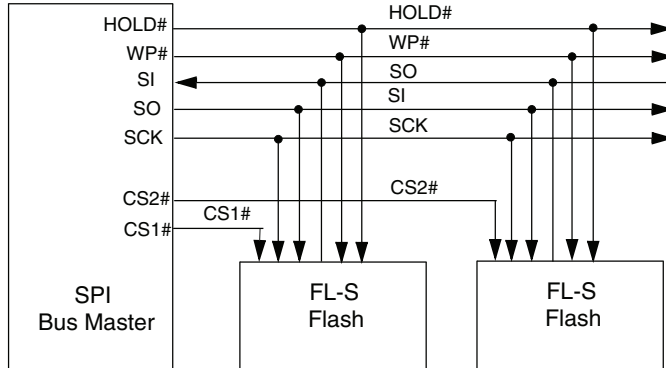 HOLD# HOLD#
WP# WP#
SI SO
SO SI
SCK SCK
CS2# CS2#
CS1# CS1#
SPI
Bus Master
FL-S
Flash
FL-S
Flash